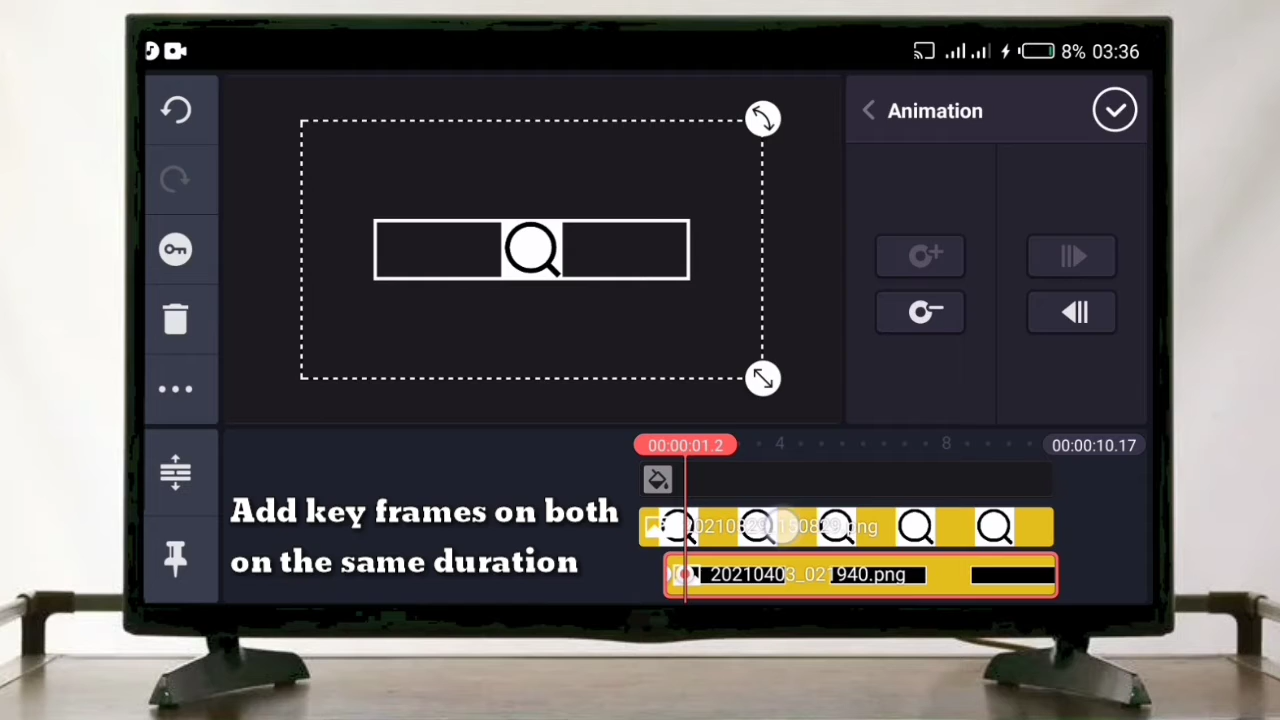 8% 03:36
Animation
00:00:01.2
4
8
00:00:10.17
Add key frames on both
on the same duration
20210329_150829.png
20210403_021940.png